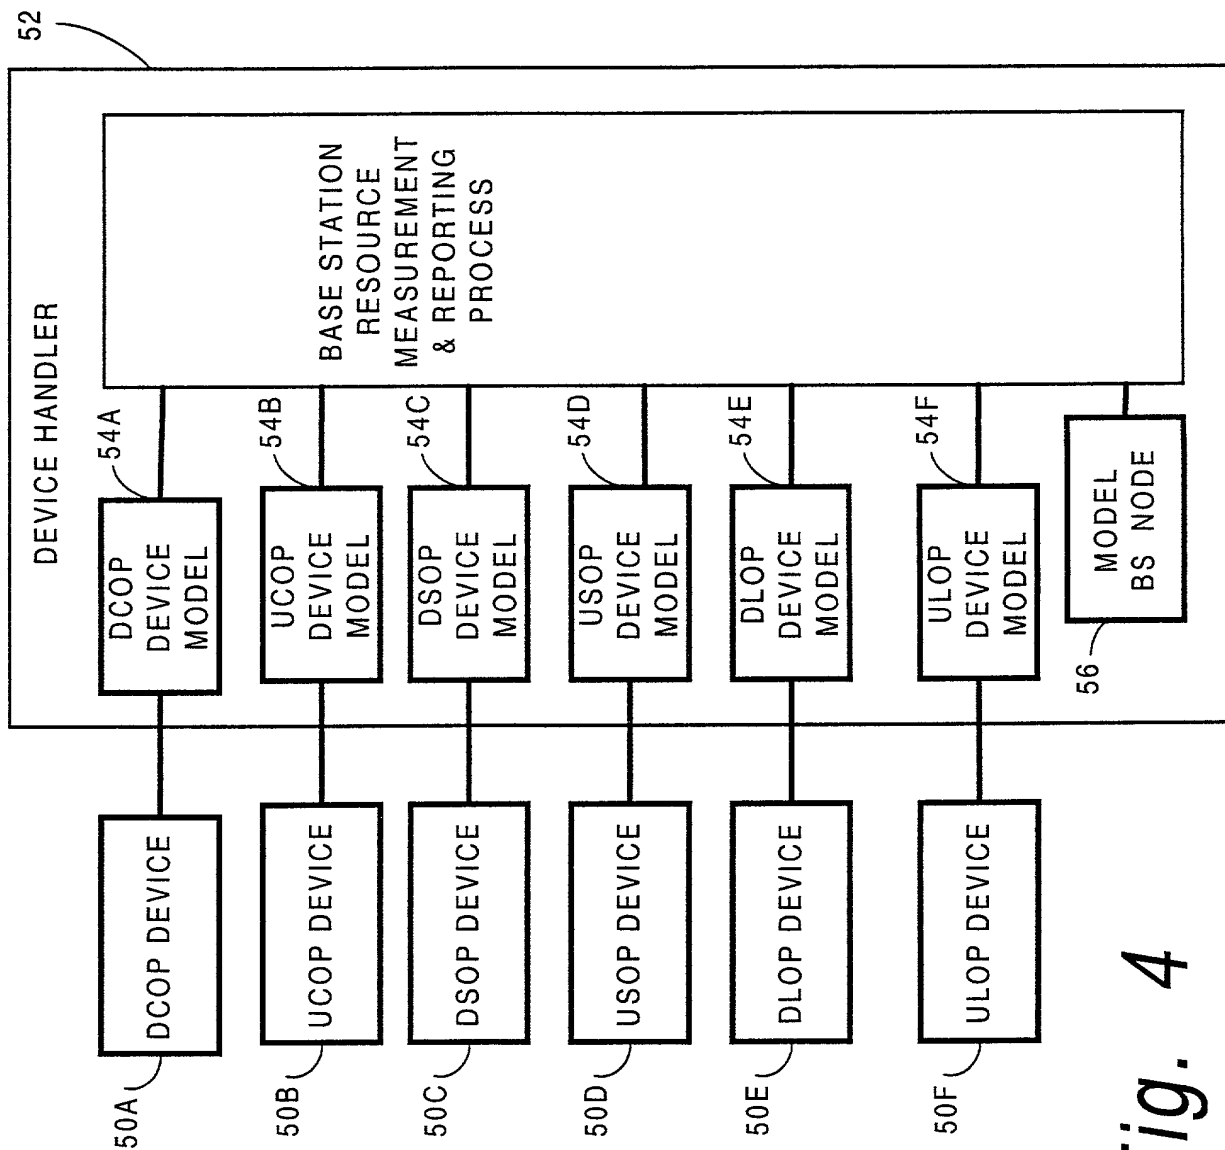 52
DEVICE HANDLER
BASE STATION
RESOURCE
MEASUREMENT
& REPORTING
PROCESS
54A
54B
54C
54D
54E
54F
DCOP
DEVICE
MODEL
UCOP
DEVICE
MODEL
DSOP
DEVICE
MODEL
USOP
DEVICE
MODEL
DLOP
DEVICE
MODEL
ULOP
DEVICE
MODEL
MODEL
BS NODE
56
DCOP DEVICE
UCOP DEVICE
DSOP DEVICE
USOP DEVICE
DLOP DEVICE
ULOP DEVICE
50A
50B
50C
50D
50E
50F
Fig. 4